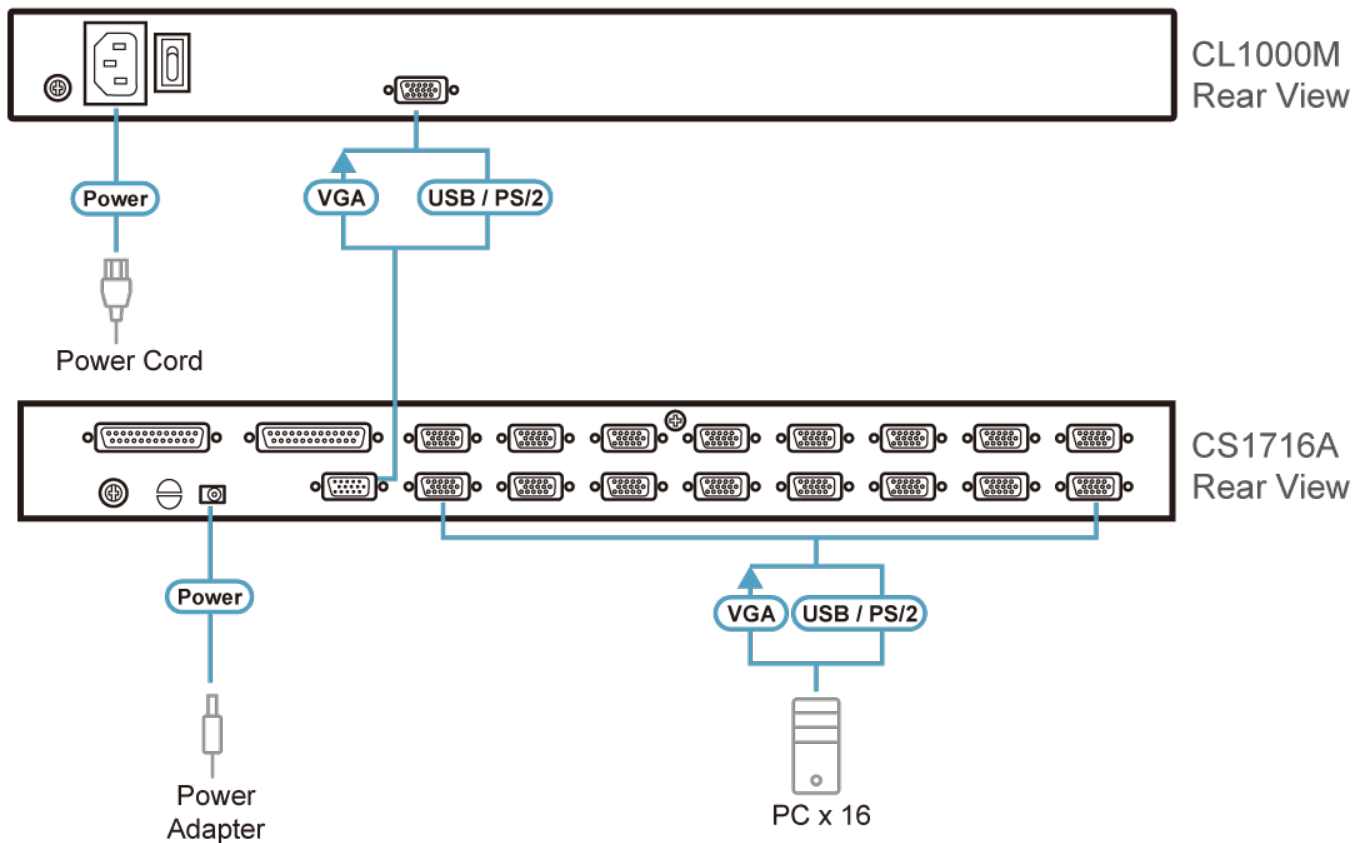 CL1000M
Rear View
Power
VGA
USB / PS/2
Power Cord
CS1716A
Rear View
Power
VGA
USB / PS/2
Power
Adapter
PC x 16